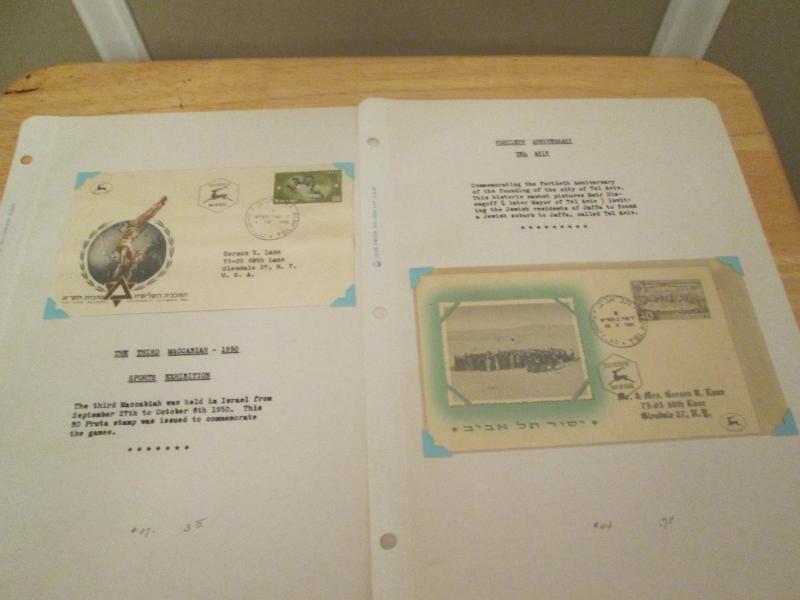 Gerson R. Lane
73-05 68th Lane
Glendale 27, N. Y.
U. S. A.
THE THIRD MACCABIAH - 1950
SPORTS EXHIBITION
The third Maccabiah was held in Israel from
September 27th to October 8th 1950. This
80 Pruta stamp was issued to commemorate
the games.
* * * * * * *
FORTIETH ANNIVERSARY
TEL AVIV
Commemorating the Fortieth Anniversary
of the founding of the city of Tel Aviv.
This historic cachet pictures Meir Diz-
engoff ( later Mayor of Tel Aviv ) invit-
ing the Jewish residents of Jaffa to found
a Jewish suburb to Jaffa, called Tel Aviv.
* * * * * * * * *
Mr. & Mrs. Gerson R. Lane
73-05 68th Lane
Glendale 27, N.Y.
יסוד תל אביב
.75